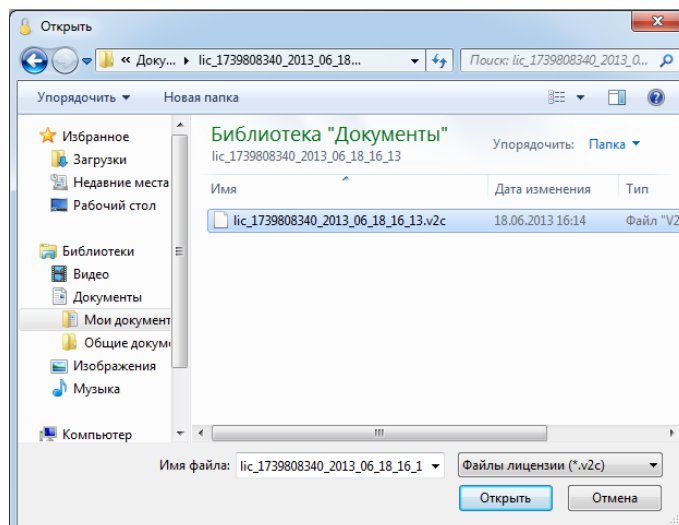 Открыть
« Доку... ▸ lic_1739808340_2013_06_18...
Поиск: lic_1739808340_2013_0...
Упорядочить
Новая папка
Избранное
Загрузки
Недавние места
Рабочий стол
Библиотеки
Видео
Документы
Мои документ
Общие докум
Изображения
Музыка
Компьютер
Библиотека "Документы"
lic_1739808340_2013_06_18_16_13
Упорядочить: Папка
Имя Дата изменения Тип
lic_1739808340_2013_06_18_16_13.v2c 18.06.2013 16:14 Файл "V2
Имя файла: lic_1739808340_2013_06_18_16_1
Файлы лицензии (*.v2c)
Открыть Отмена